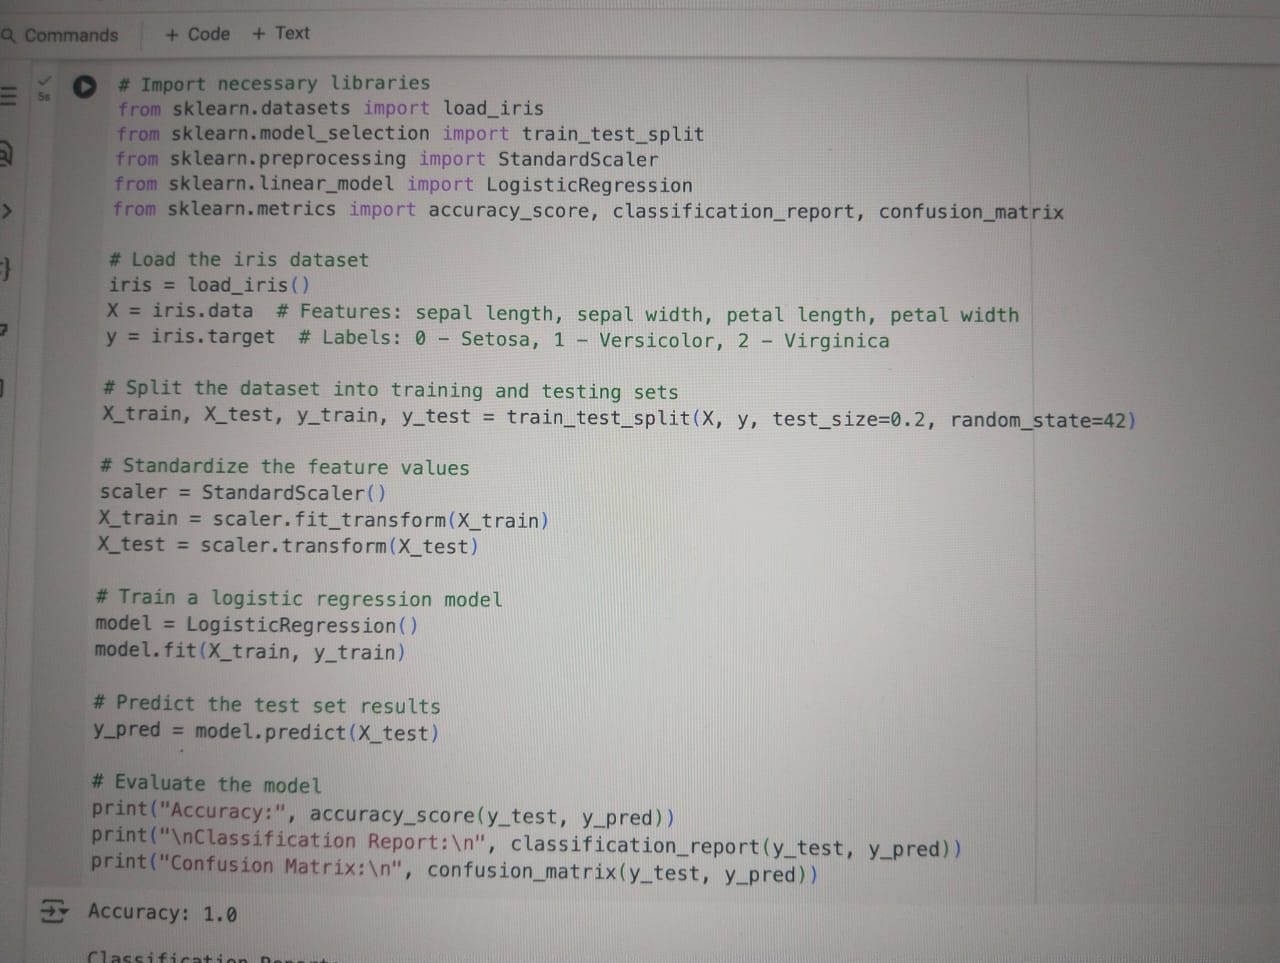 Commands + Code + Text
5s
# Import necessary libraries
from sklearn.datasets import load_iris
from sklearn.model_selection import train_test_split
from sklearn.preprocessing import StandardScaler
from sklearn.linear_model import LogisticRegression
from sklearn.metrics import accuracy_score, classification_report, confusion_matrix

# Load the iris dataset
iris = load_iris()
X = iris.data  # Features: sepal length, sepal width, petal length, petal width
y = iris.target  # Labels: 0 – Setosa, 1 – Versicolor, 2 – Virginica

# Split the dataset into training and testing sets
X_train, X_test, y_train, y_test = train_test_split(X, y, test_size=0.2, random_state=42)

# Standardize the feature values
scaler = StandardScaler()
X_train = scaler.fit_transform(X_train)
X_test = scaler.transform(X_test)

# Train a logistic regression model
model = LogisticRegression()
model.fit(X_train, y_train)

# Predict the test set results
y_pred = model.predict(X_test)

# Evaluate the model
print("Accuracy:", accuracy_score(y_test, y_pred))
print("\nClassification Report:\n", classification_report(y_test, y_pred))
print("Confusion Matrix:\n", confusion_matrix(y_test, y_pred))
Accuracy: 1.0
Classification Report: